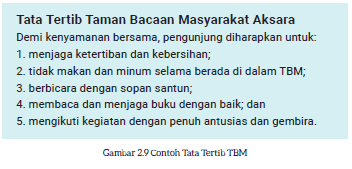 Tata Tertib Taman Bacaan Masyarakat Aksara
Demi kenyamanan bersama, pengunjung diharapkan untuk:
1. menjaga ketertiban dan kebersihan;
2. tidak makan dan minum selama berada di dalam TBM;
3. berbicara dengan sopan santun;
4. membaca dan menjaga buku dengan baik; dan
5. mengikuti kegiatan dengan penuh antusias dan gembira.
Gambar 2.9 Contoh Tata Tertib TBM